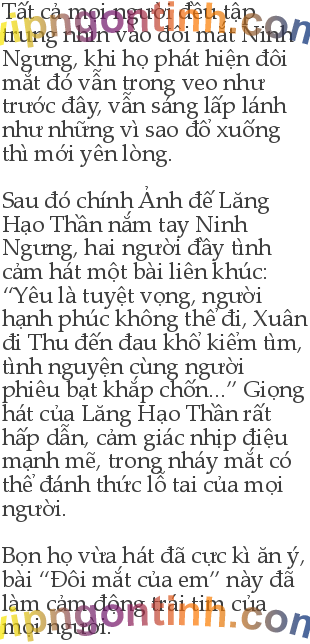 Tất cả mọi người đều tập
trung nhìn vào đôi mắt Ninh
Ngưng, khi họ phát hiện đôi
mắt đó vẫn trong veo như
trước đây, vẫn sáng lấp lánh
như những vì sao đổ xuống
thì mới yên lòng.

Sau đó chính Ảnh đế Lăng
Hạo Thần nắm tay Ninh
Ngưng, hai người đầy tình
cảm hát một bài liên khúc:
“Yêu là tuyệt vọng, người
hạnh phúc không thể đi, Xuân
đi Thu đến đau khổ kiểm tìm,
tình nguyện cùng người
phiêu bạt khắp chốn...” Giọng
hát của Lăng Hạo Thần rất
hấp dẫn, cảm giác nhịp điệu
mạnh mẽ, trong nháy mắt có
thể đánh thức lỗ tai của mọi
người.

Bọn họ vừa hát đã cực kì ăn ý,
bài “Đôi mắt của em” này đã
làm cảm động trái tim của
mọi người.